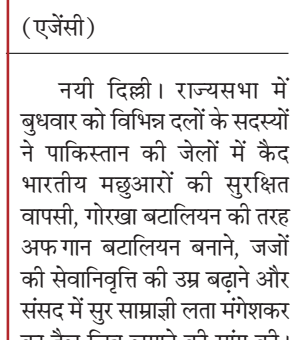 (एजेंसी)
नयी दिल्ली। राज्यसभा में
बुधवार को विभिन्न दलों के सदस्यों
ने पाकिस्तान की जेलों में कैद
भारतीय मछुआरों की सुरक्षित
वापसी, गोरखा बटालियन की तरह
अफगान बटालियन बनाने, जजों
की सेवानिवृत्ति की उम्र बढ़ाने और
संसद में सुर साम्राज्ञी लता मंगेशकर